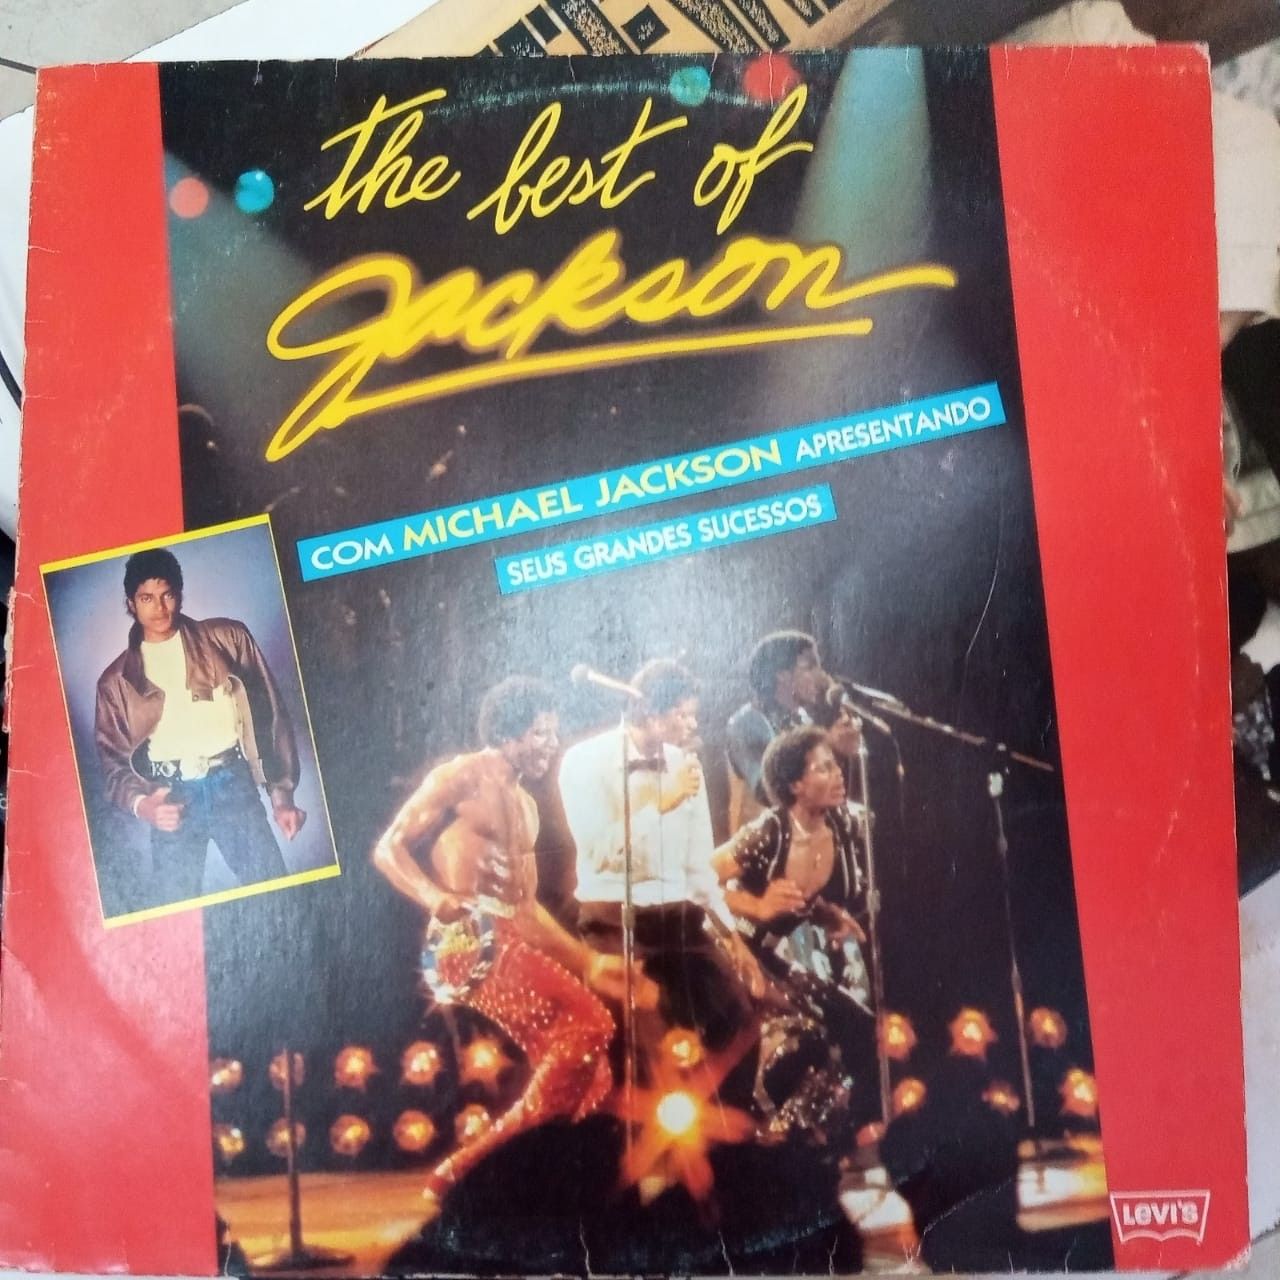 the best of
Jackson
COM MICHAEL JACKSON APRESENTANDO
SEUS GRANDES SUCESSOS
LEVI'S